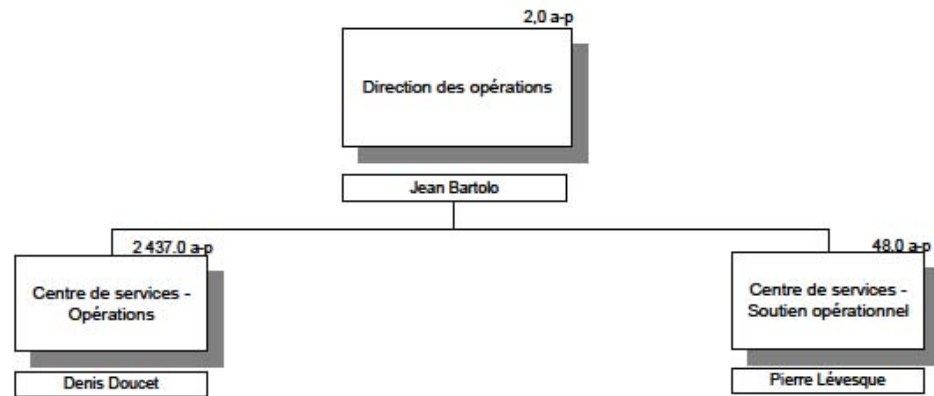 2,0 a-p
Direction des opérations
Jean Bartolo
2 437.0 a-p
Centre de services -
Opérations
Denis Doucet
48.0 a-p
Centre de services -
Soutien opérationnel
Pierre Lévesque